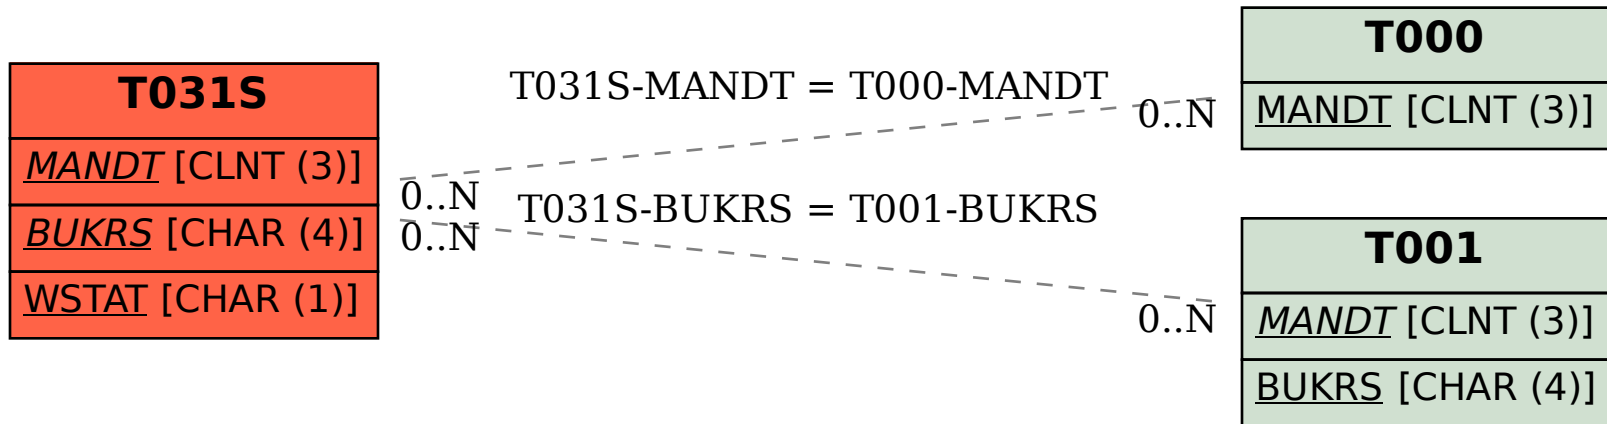 T031S
MANDT [CLNT (3)]
BUKRS [CHAR (4)]
WSTAT [CHAR (1)]
T031S-MANDT = T000-MANDT
0..N
0..N
T031S-BUKRS = T001-BUKRS
0..N
0..N
T000
MANDT [CLNT (3)]
T001
MANDT [CLNT (3)]
BUKRS [CHAR (4)]